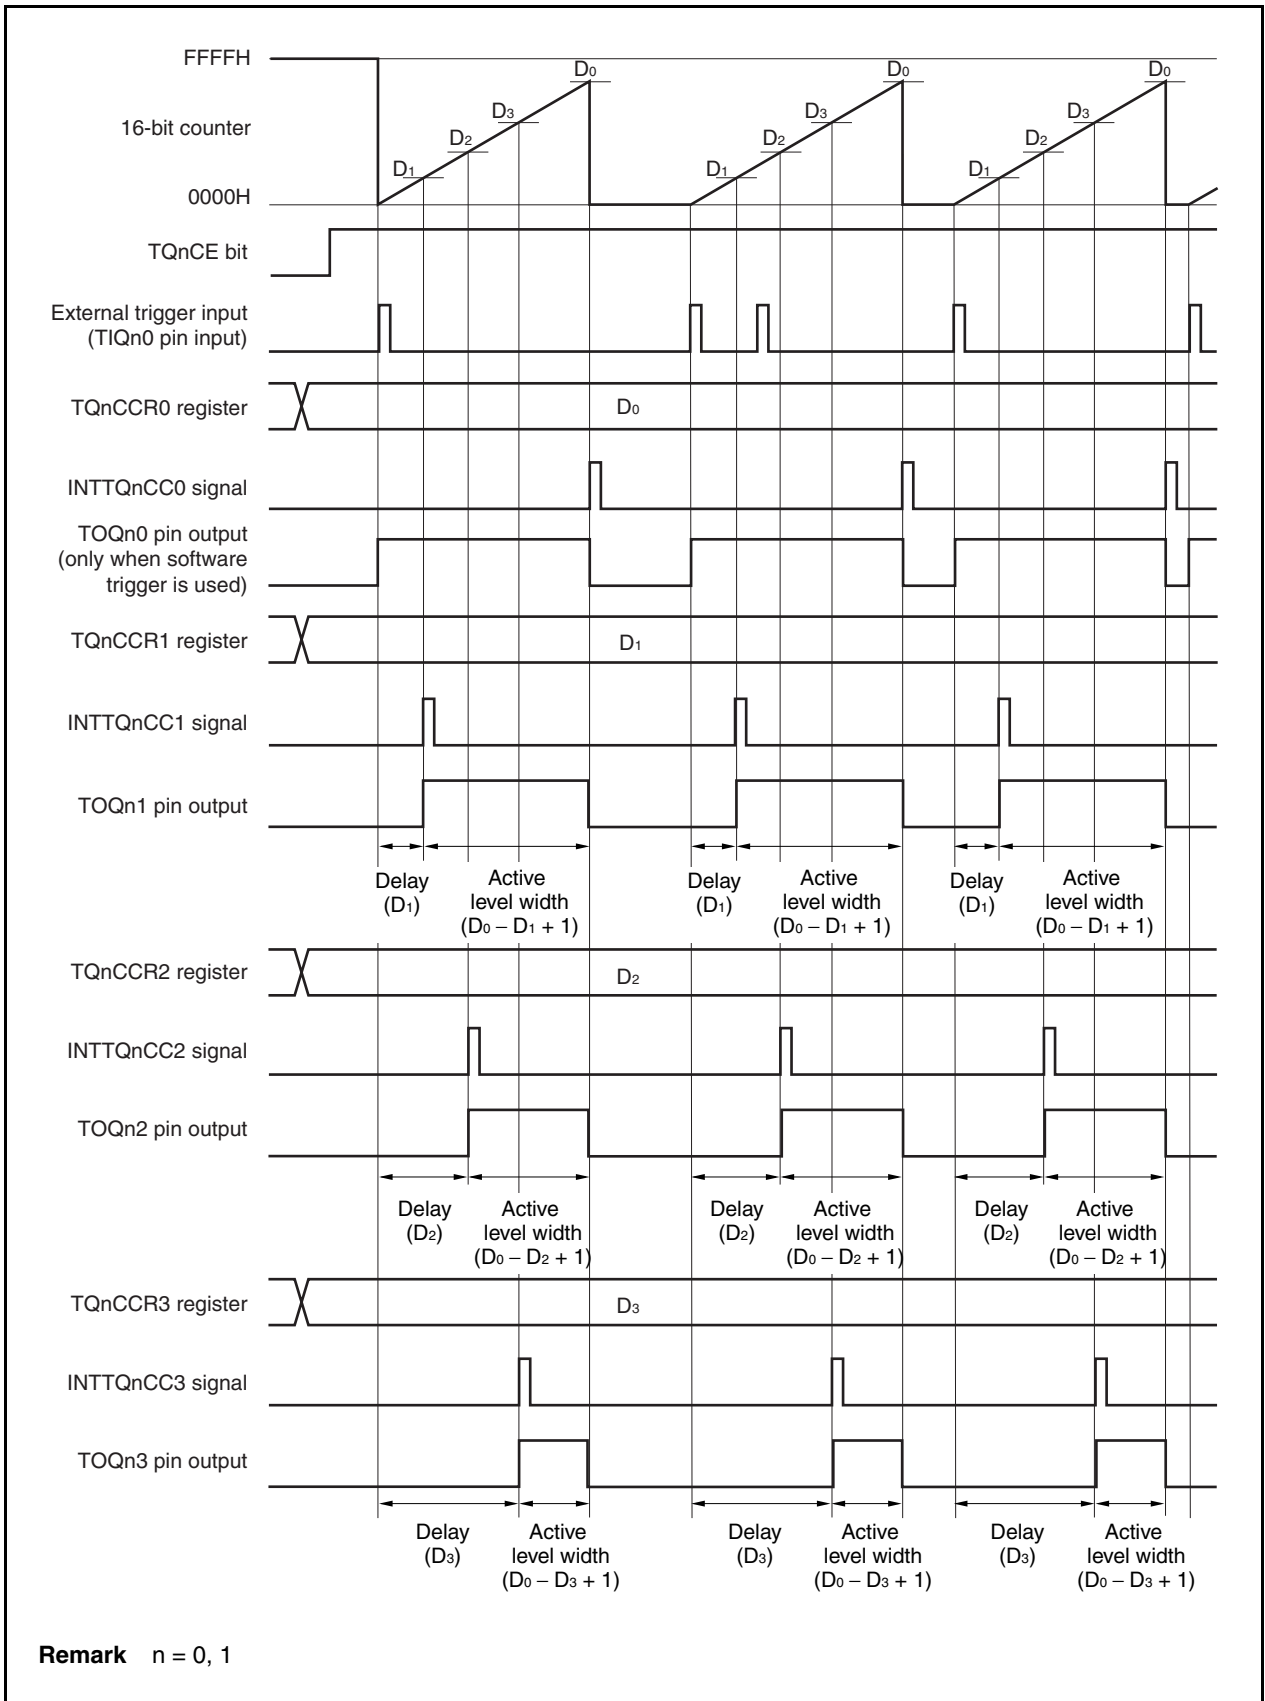 FFFFH
D0 D0 D0
D3 D3 D3
16-bit counter
D2 D2 D2
D1 D1 D1
0000H
TQnCE bit
External trigger input
(TIQn0 pin input)
TQnCCR0 register D0
INTTQnCC0 signal
TOQn0 pin output
(only when software
trigger is used)
TQnCCR1 register D1
INTTQnCC1 signal
TOQn1 pin output
Delay Active Delay Active Delay Active
(D1) level width (D1) level width (D1) level width
(D0 – D1 + 1) (D0 – D1 + 1) (D0 – D1 + 1)
TQnCCR2 register D2
INTTQnCC2 signal
TOQn2 pin output
Delay Active Delay Active Delay Active
(D2) level width (D2) level width (D2) level width
(D0 – D2 + 1) (D0 – D2 + 1) (D0 – D2 + 1)
TQnCCR3 register D3
INTTQnCC3 signal
TOQn3 pin output
Delay Active Delay Active Delay Active
(D3) level width (D3) level width (D3) level width
(D0 – D3 + 1) (D0 – D3 + 1) (D0 – D3 + 1)
Remark n = 0, 1